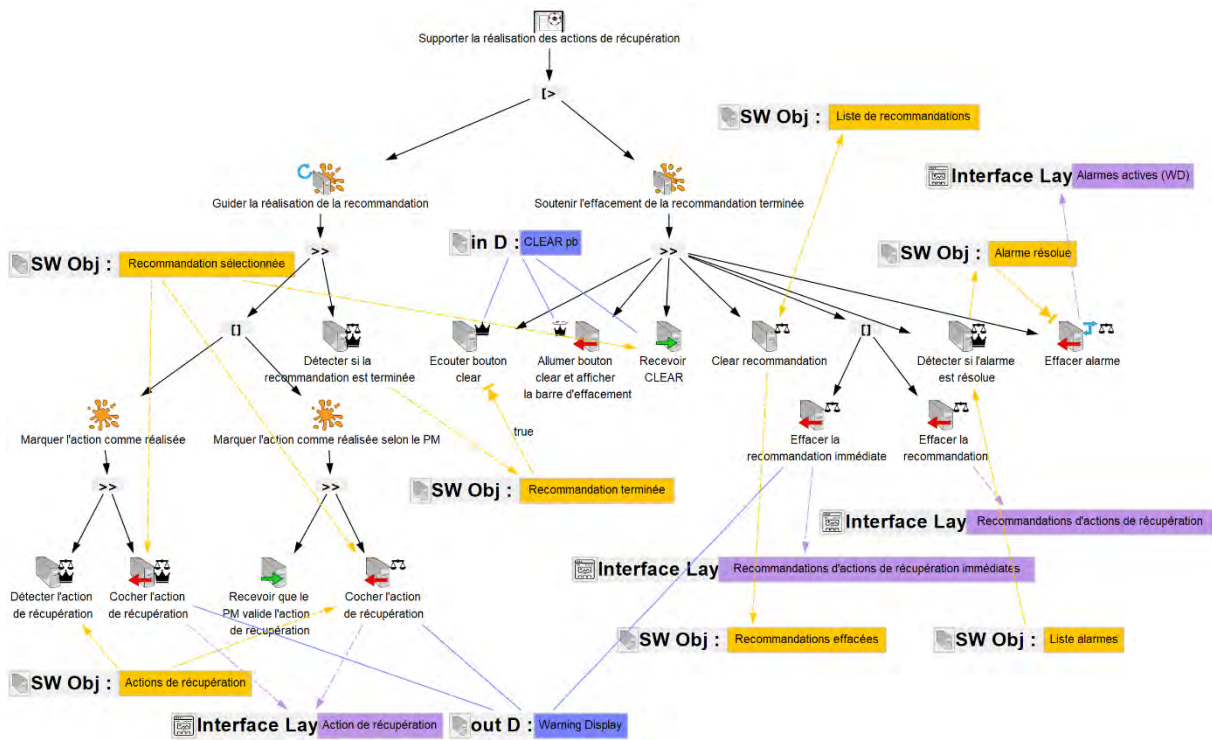 Supporter la réalisation des actions de récupération
[>
SW Obj : Liste de recommandations
Interface Lay Alarmes actives (WD)
Guider la réalisation de la recommandation
Soutenir l'effacement de la recommandation terminée
>>
in D : CLEAR pb
>>
SW Obj : Recommandation sélectionnée
SW Obj : Alarme résolue
[]
Détecter si la
recommandation est terminée
Ecouter bouton
clear
Allumer bouton
clear et afficher
la barre d'effacement
Recevoir
CLEAR
Clear recommandation
[]
Détecter si l'alarme
est résolue
Effacer alarme
Marquer l'action comme réalisée
Marquer l'action comme réalisée selon le PM
true
Effacer la
recommandation immédiate
Effacer la
recommandation
>>
>>
SW Obj : Recommandation terminée
Interface Lay Recommandations d'actions de récupération
Interface Lay Recommandations d'actions de récupération immédiates
Détecter l'action
de récupération
Cocher l'action
de récupération
Recevoir que le
PM valide l'action
de récupération
Cocher l'action
de récupération
SW Obj : Recommandations effacées
SW Obj : Liste alarmes
SW Obj : Actions de récupération
Interface Lay Action de récupération
out D : Warning Display